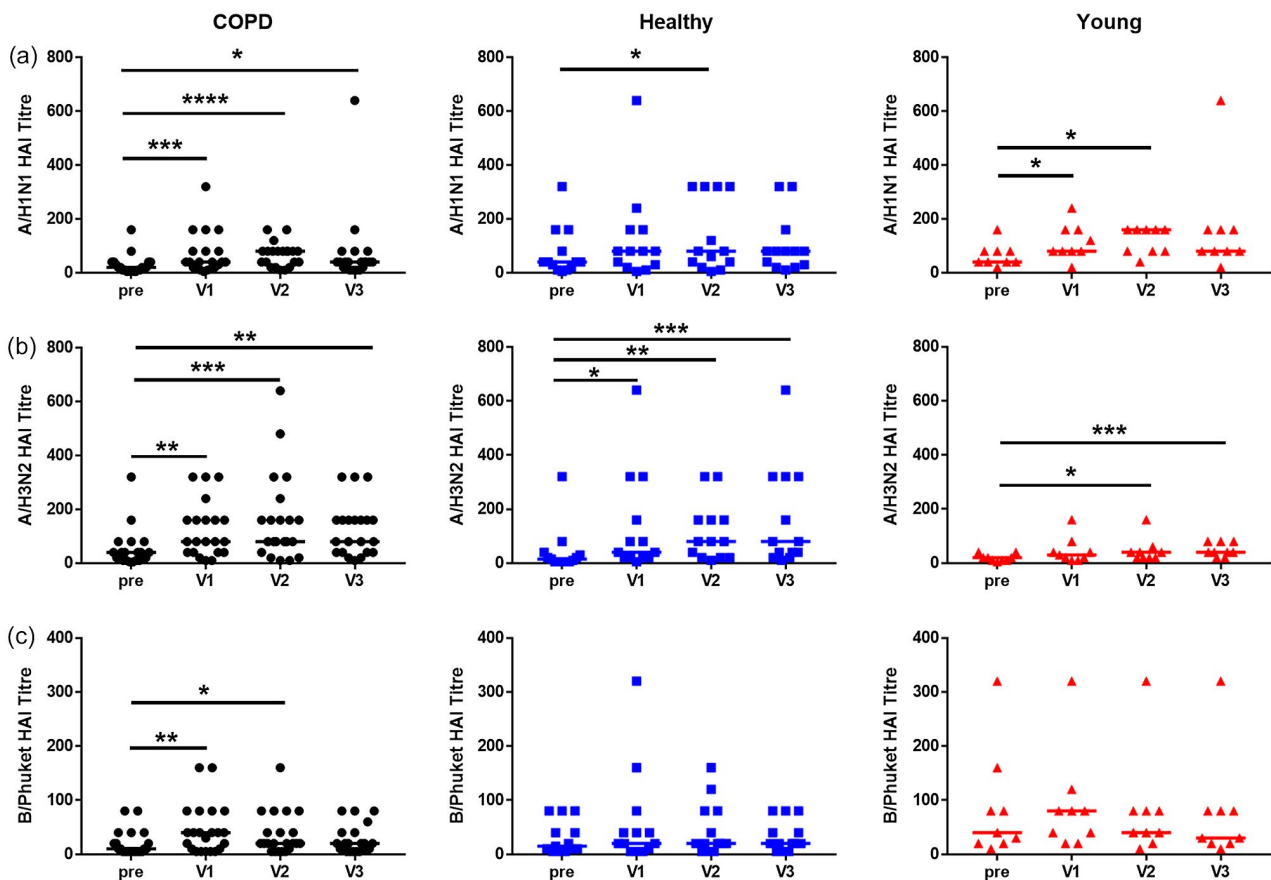 COPD Healthy Young
(a)
A/H1N1 HAI Titre
800
600
400
200
0
*
****
***
pre V1 V2 V3
A/H1N1 HAI Titre
800
600
400
200
0
*
pre V1 V2 V3
A/H1N1 HAI Titre
800
600
400
200
0
*
*
pre V1 V2 V3
(b)
A/H3N2 HAI Titre
800
600
400
200
0
**
***
**
pre V1 V2 V3
A/H3N2 HAI Titre
800
600
400
200
0
***
**
*
pre V1 V2 V3
A/H3N2 HAI Titre
800
600
400
200
0
***
*
pre V1 V2 V3
(c)
B/Phuket HAI Titre
400
300
200
100
0
*
**
pre V1 V2 V3
B/Phuket HAI Titre
400
300
200
100
0
pre V1 V2 V3
B/Phuket HAI Titre
400
300
200
100
0
pre V1 V2 V3